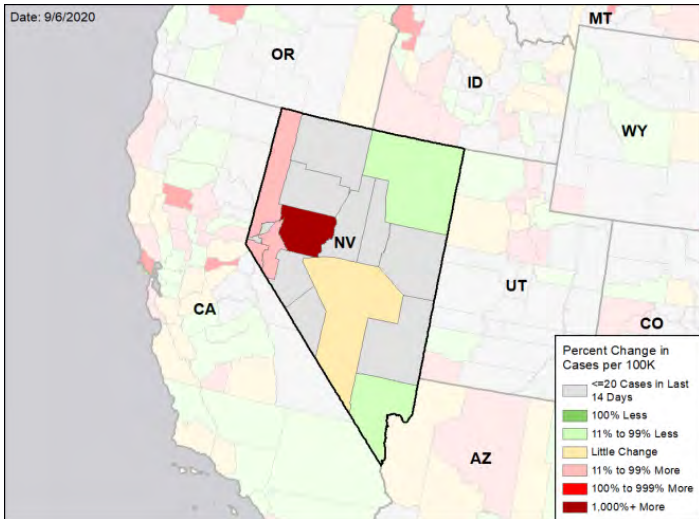 Date: 9/6/2020
MT
OR
ID
WY
NV
UT
CA
CO
AZ
Percent Change in
Cases per 100K
<=20 Cases in Last
14 Days
100% Less
11% to 99% Less
Little Change
11% to 99% More
100% to 999% More
1,000%+ More